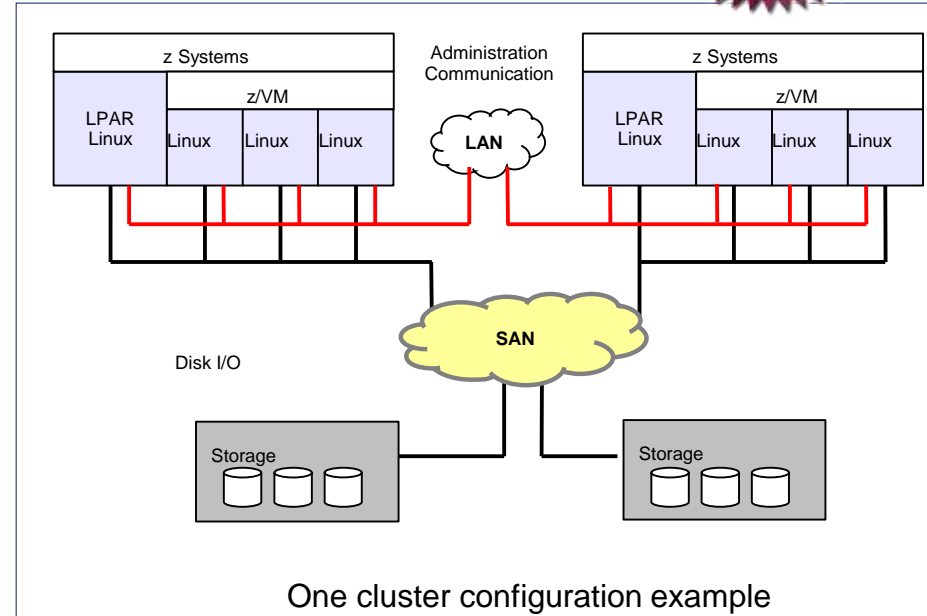 z Systems
z/VM
LPAR
Linux
Linux
Linux
Linux
Administration
Communication
LAN
z Systems
z/VM
LPAR
Linux
Linux
Linux
Linux
SAN
Disk I/O
Storage
Storage
One cluster configuration example